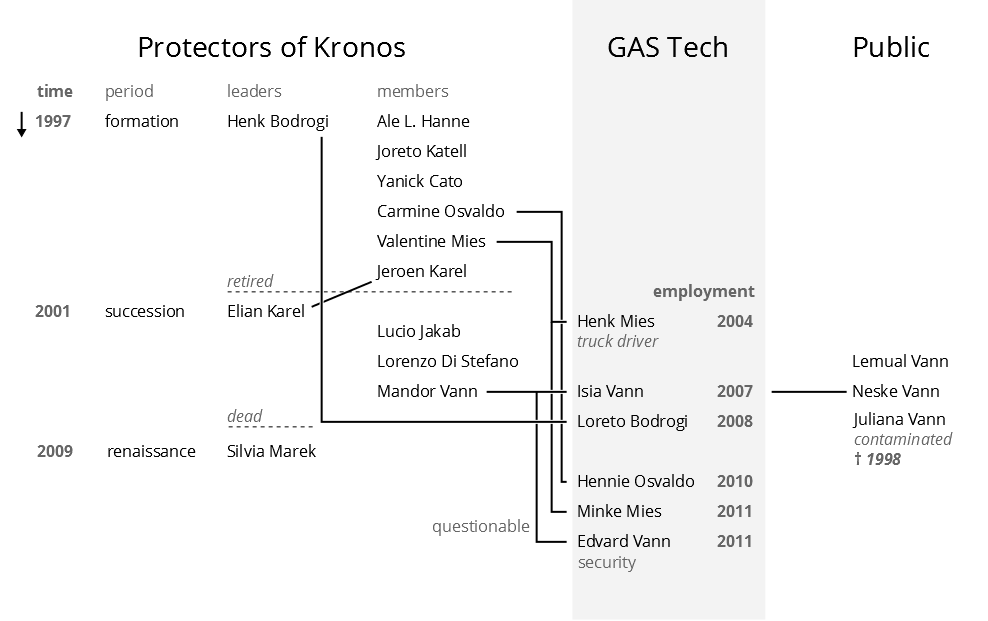 Protectors of Kronos GAS Tech Public
time period leaders members
1997 formation Henk Bodrogi Ale L. Hanne
Joreto Katell
Yanick Cato
Carmine Osvaldo
Valentine Mies
Jeroen Karel
retired
employment
2001 succession Elian Karel
Henk Mies 2004
truck driver
Lucio Jakab
Lorenzo Di Stefano Lemual Vann
Mandor Vann Isia Vann 2007 Neske Vann
dead
Loreto Bodrogi 2008 Juliana Vann
contaminated
2009 renaissance Silvia Marek
† 1998
Hennie Osvaldo 2010
Minke Mies 2011
questionable
Edvard Vann 2011
security